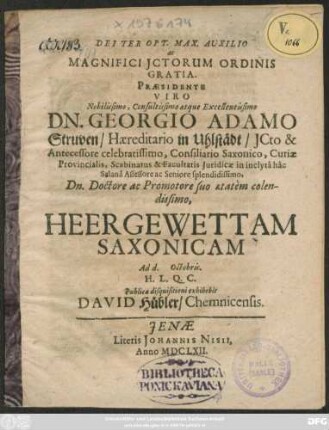 DEI TER OPT. MAX. AUXILIO
ac
MAGNIFICI JCTORUM ORDINIS
GRATIA.
PRÆSIDENTE
VIRO
Nobilissimo, Consultissimo atque Excellentissimo
DN. GEORGIO ADAMO
Struven / Hæreditario in Uhlstädt / JCto &
Antecessore celebratissimo, Consiliario Saxonico, Curiæ
Provincialis, Scabinatus & Facultatis Juridicæ in inclytâ hâc
Salanâ Assessore ac Seniore splendidissimo,
Dn. Doctore ac Promotore suo ætatèm colen-
dissimo,
HEERGEWETTAM
SAXONICAM
Ad d. Octobris.
H. L. Q. C.
Publicæ disquisitioni exhibebit
DAVID Hübler / Chemnicensis.
JENÆ
Literis JOHANNIS NISII,
Anno MDCLXII.
BIBLIOTHECA
PONICKAVIANA